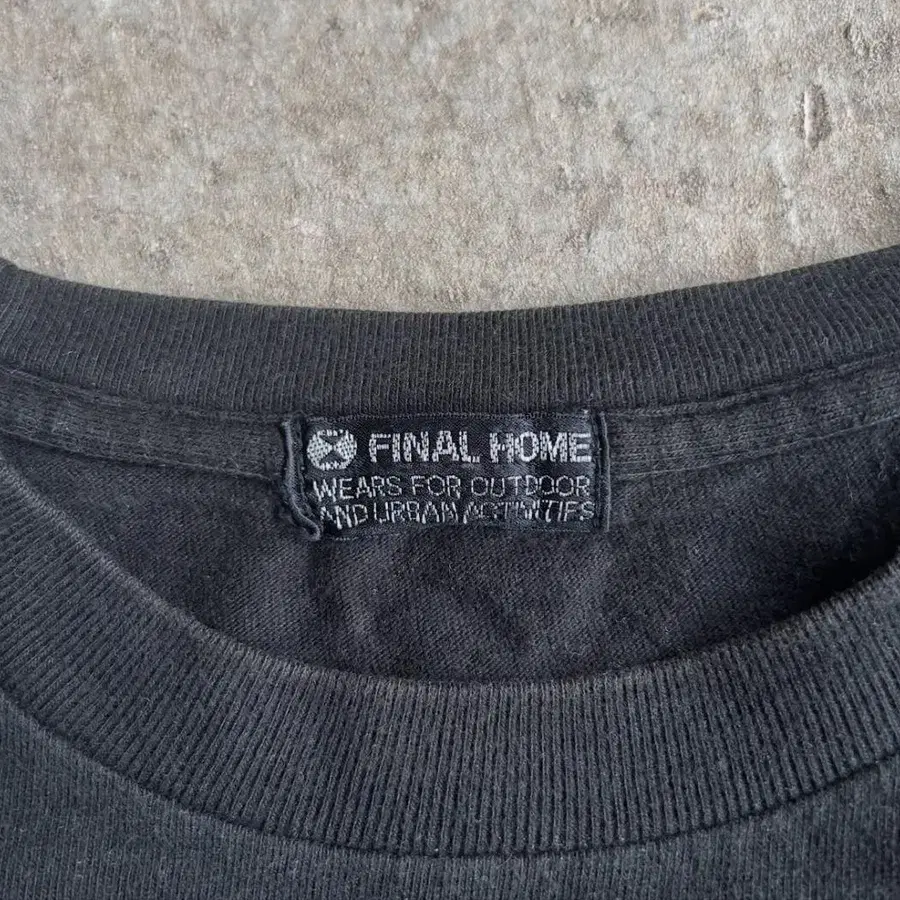 FINAL HOME
WEARS FOR OUTDOOR
AND URBAN ACTIVITIES